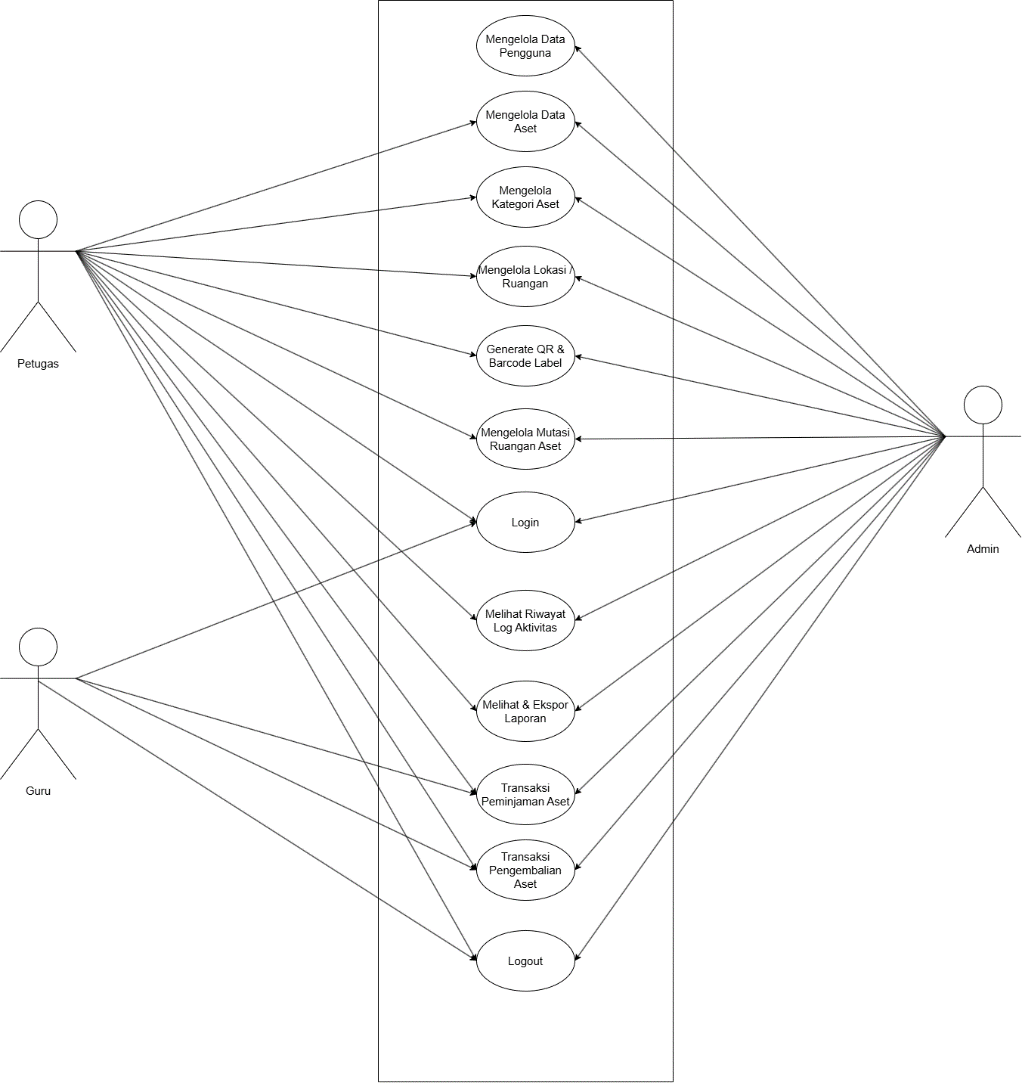 Mengelola Data
Pengguna
Mengelola Data
Aset
Mengelola
Kategori Aset
Mengelola Lokasi /
Ruangan
Generate QR &
Barcode Label
Petugas
Mengelola Mutasi
Ruangan Aset
Login
Admin
Melihat Riwayat
Log Aktivitas
Melihat & Ekspor
Laporan
Guru
Transaksi
Peminjaman Aset
Transaksi
Pengembalian
Aset
Logout